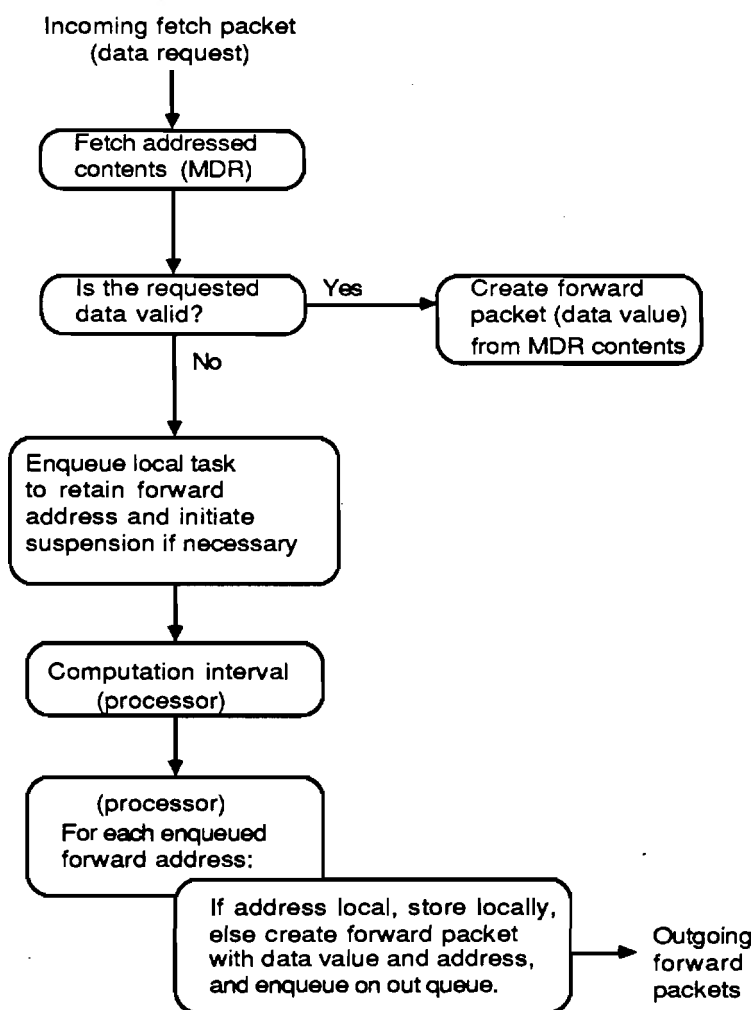 Incoming fetch packet
(data request)
Fetch addressed
contents (MDR)
Is the requested
data valid?
Yes
Create forward
packet (data value)
from MDR contents
No
Enqueue local task
to retain forward
address and initiate
suspension if necessary
Computation interval
(processor)
(processor)
For each enqueued
forward address:
If address local, store locally,
else create forward packet
with data value and address,
and enqueue on out queue.
Outgoing
forward
packets